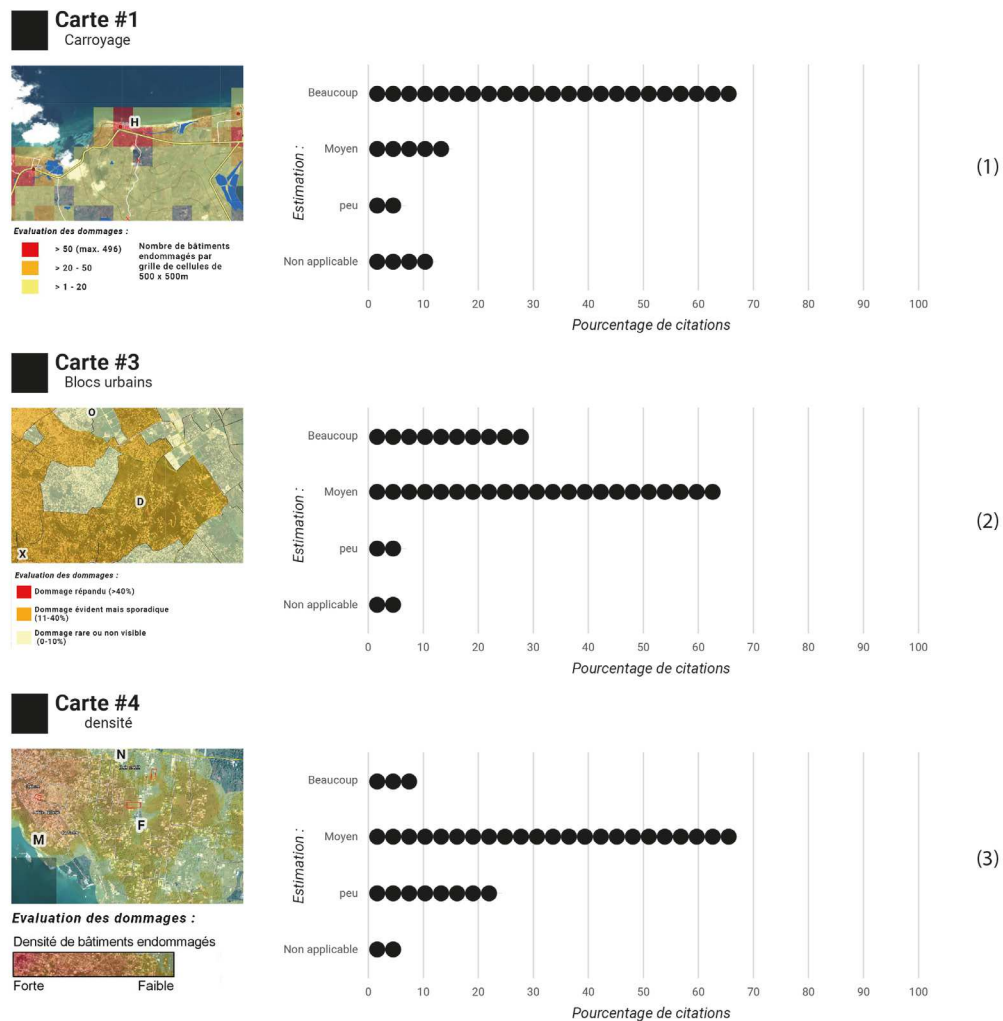 Carte #1
Carroyage
H
Evaluation des dommages :
> 50 (max. 496)
> 20 - 50
> 1 - 20
Nombre de bâtiments
endommagés par
grille de cellules de
500 x 500m
Estimation :
Beaucoup
Moyen
peu
Non applicable
0 10 20 30 40 50 60 70 80 90 100
Pourcentage de citations
(1)
Carte #3
Blocs urbains
O
D
X
Evaluation des dommages :
Dommage répandu (>40%)
Dommage évident mais sporadique
(11-40%)
Dommage rare ou non visible
(0-10%)
Estimation :
Beaucoup
Moyen
peu
Non applicable
0 10 20 30 40 50 60 70 80 90 100
Pourcentage de citations
(2)
Carte #4
densité
N
F
M
Evaluation des dommages :
Densité de bâtiments endommagés
Forte Faible
Estimation :
Beaucoup
Moyen
peu
Non applicable
0 10 20 30 40 50 60 70 80 90 100
Pourcentage de citations
(3)